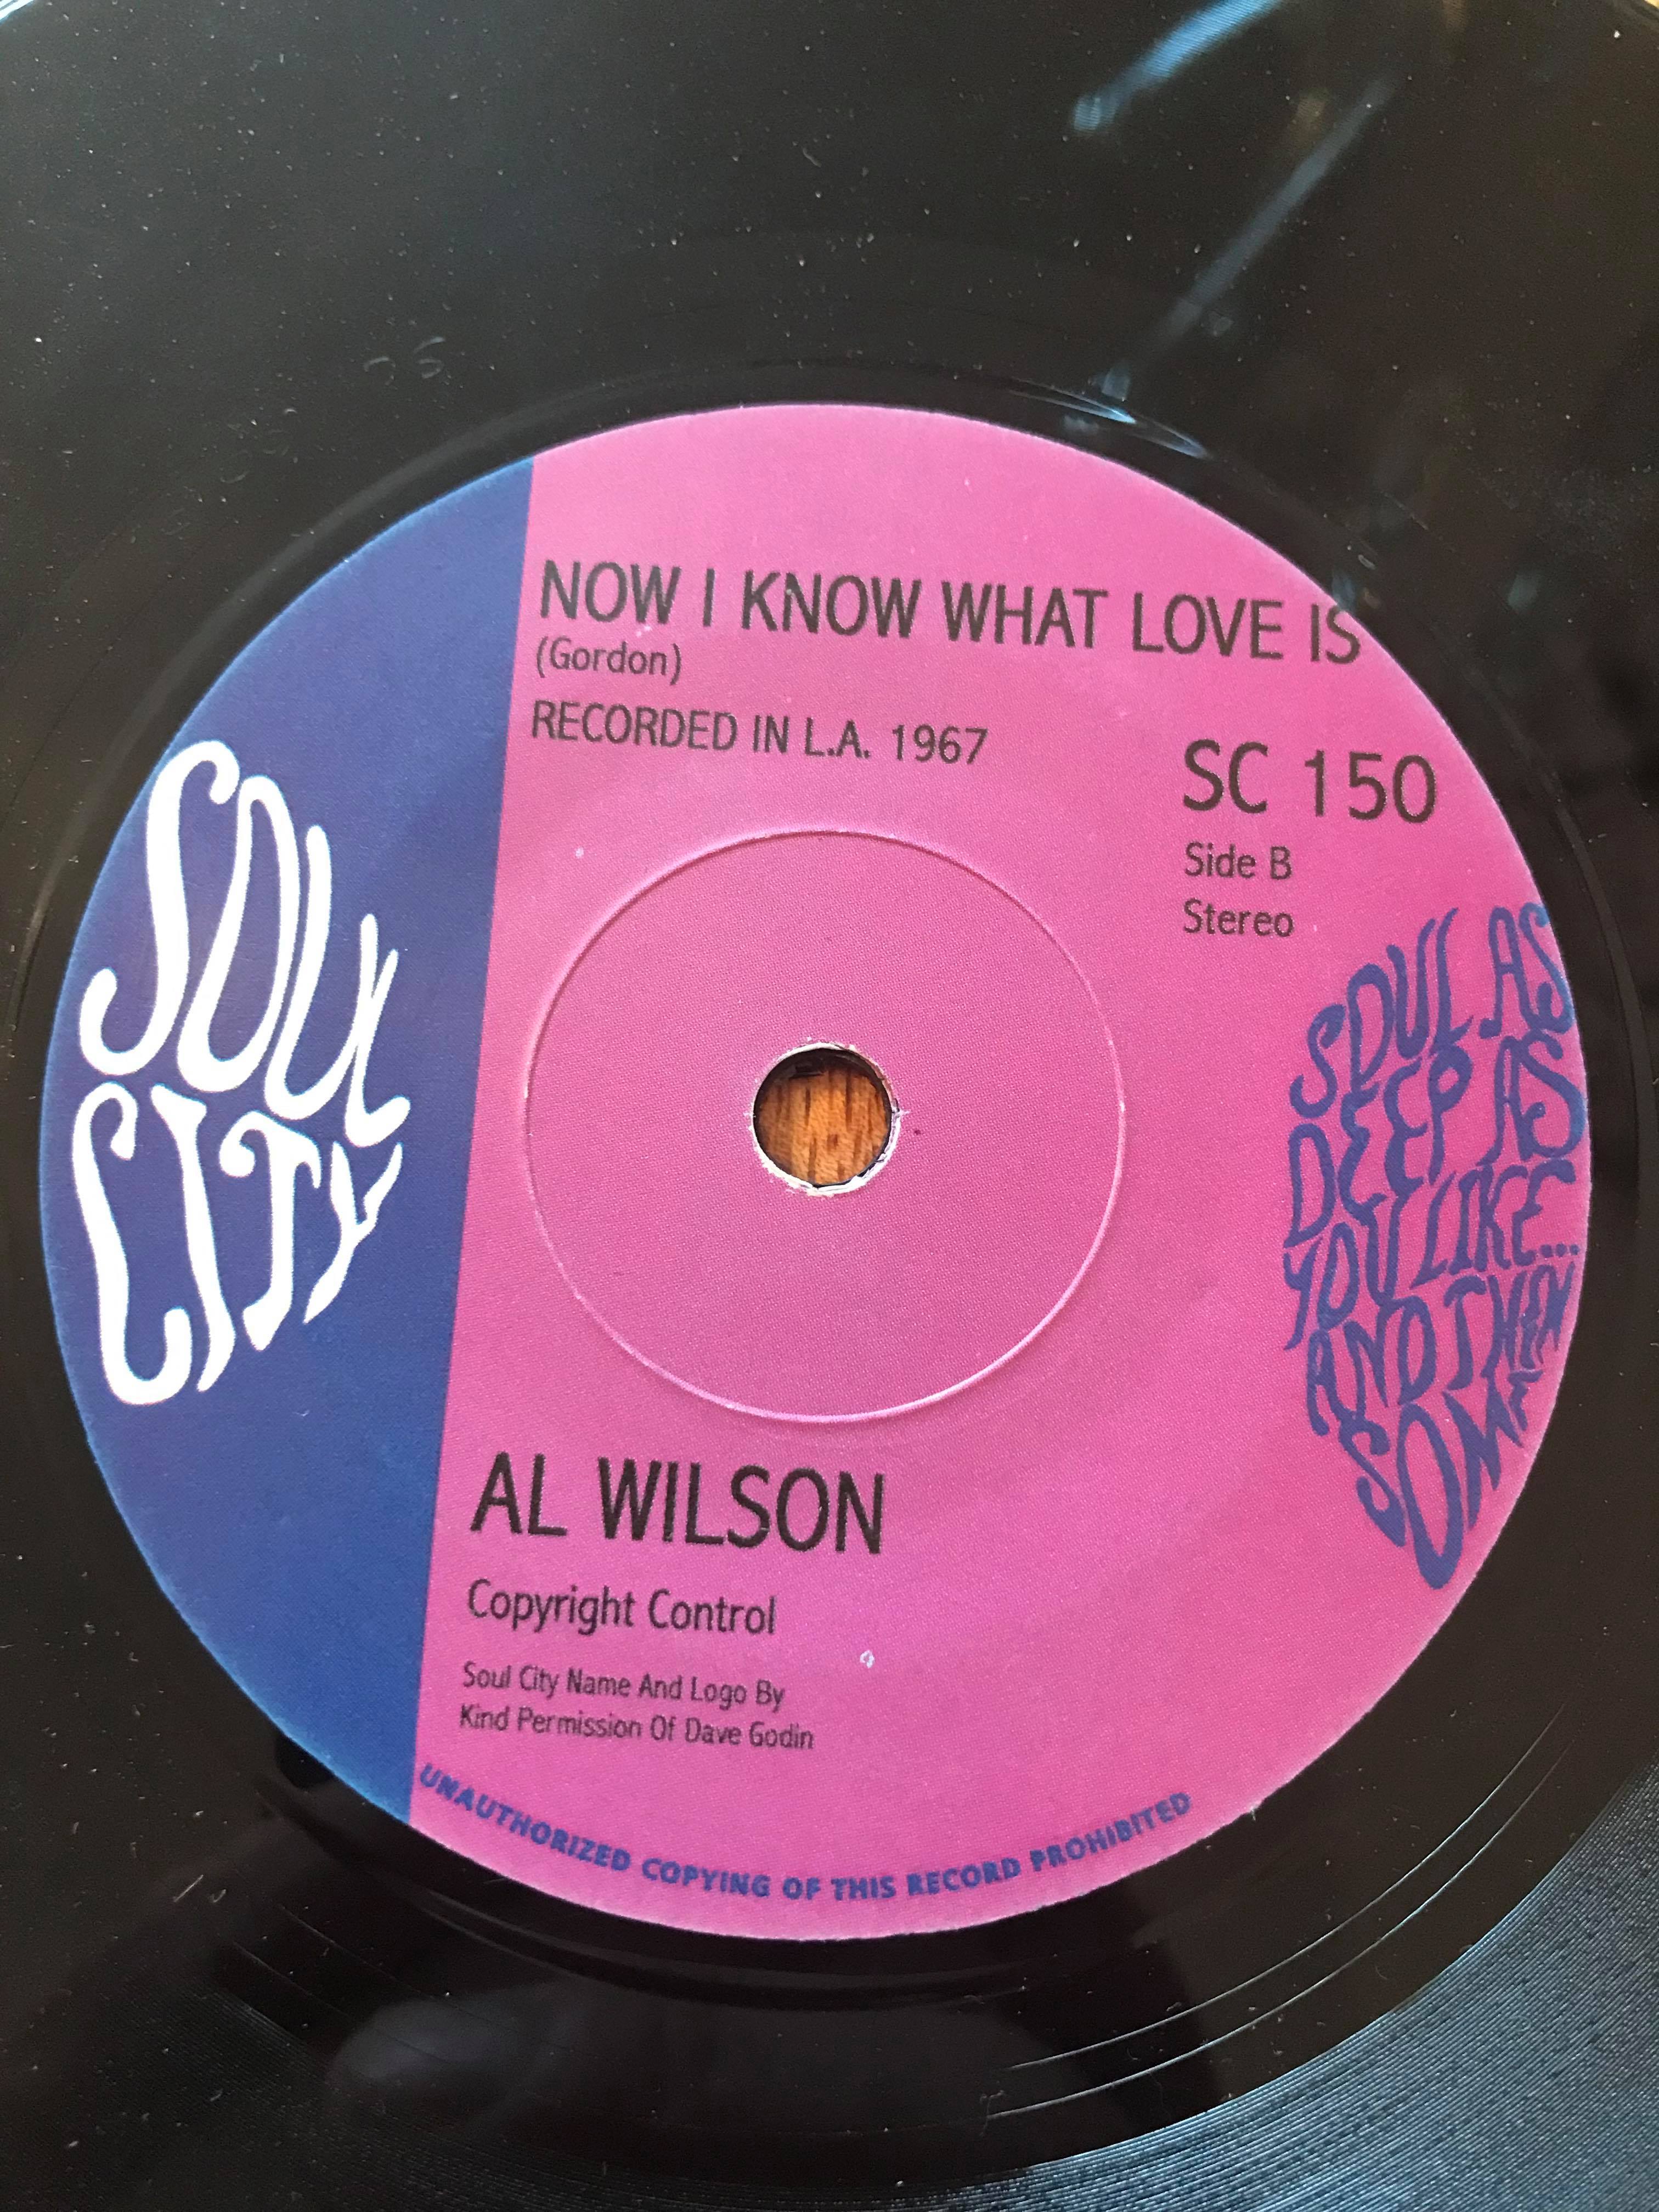 NOW I KNOW WHAT LOVE IS
(Gordon)
RECORDED IN L.A. 1967
SC 150
Side B
Stereo
SOUL
CITY
SOUL AS
DEEP AS
YOU LIKE...
AND THEN
SOME
AL WILSON
Copyright Control
Soul City Name And Logo By
Kind Permission Of Dave Godin
UNAUTHORIZED COPYING OF THIS RECORD PROHIBITED